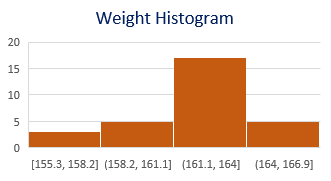 Weight Histogram
20
15
10
5
0
[155.3, 158.2] (158.2, 161.1] (161.1, 164] (164, 166.9]